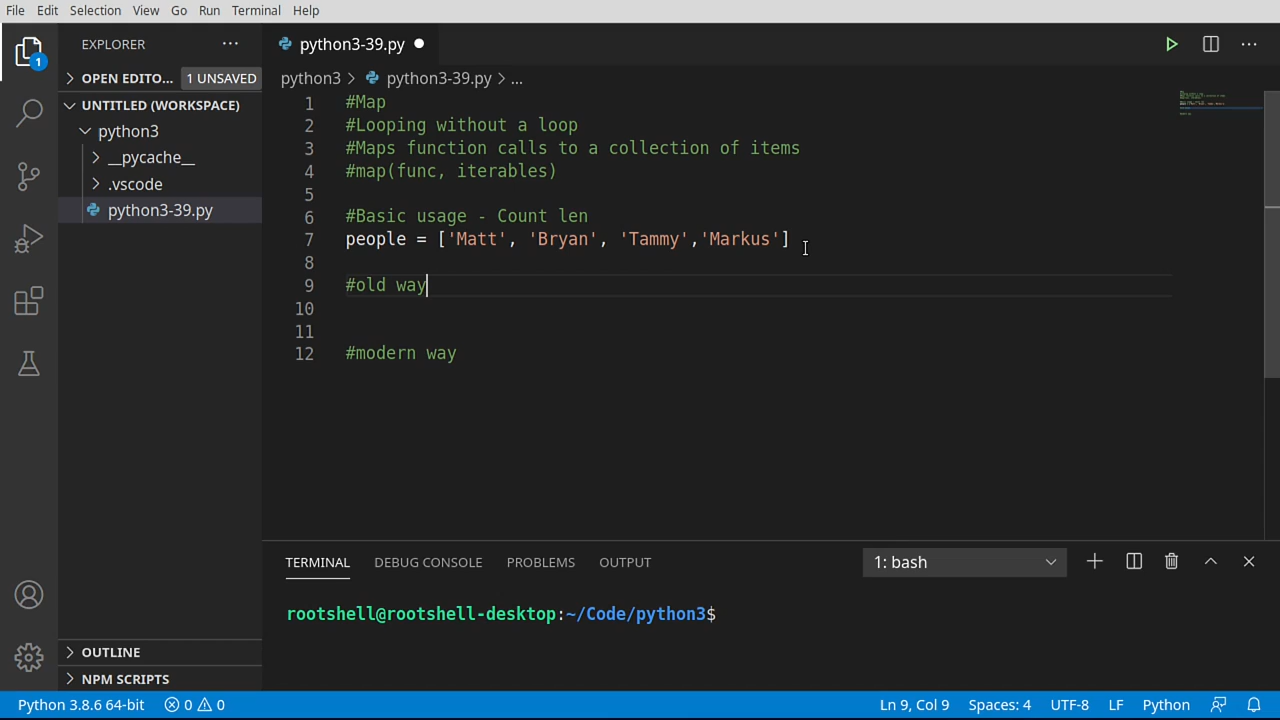 File Edit Selection View Go Run Terminal Help
EXPLORER
python3-39.py
OPEN EDITO... 1 UNSAVED
python3 > python3-39.py > ...
UNTITLED (WORKSPACE)
python3
__pycache__
.vscode
python3-39.py
1
1 #Map
2 #Looping without a loop
3 #Maps function calls to a collection of items
4 #map(func, iterables)
5
6 #Basic usage - Count len
7 people = ['Matt', 'Bryan', 'Tammy','Markus']
8
9 #old way
10
11
12 #modern way
TERMINAL DEBUG CONSOLE PROBLEMS OUTPUT 1: bash
rootshell@rootshell-desktop:~/Code/python3$
OUTLINE
NPM SCRIPTS
Python 3.8.6 64-bit 0 0 Ln 9, Col 9 Spaces: 4 UTF-8 LF Python